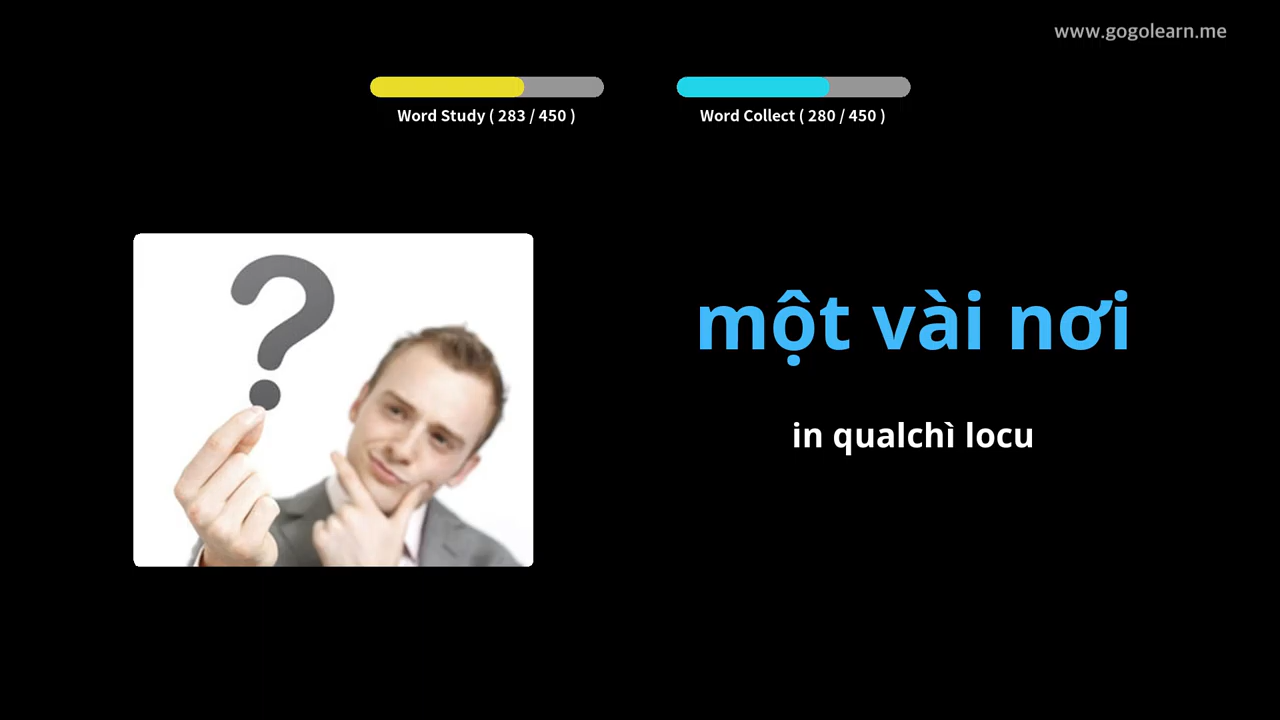 www.gogolearn.me
Word Study ( 283 / 450 )
Word Collect ( 280 / 450 )
một vài nơi
in qualchì locu